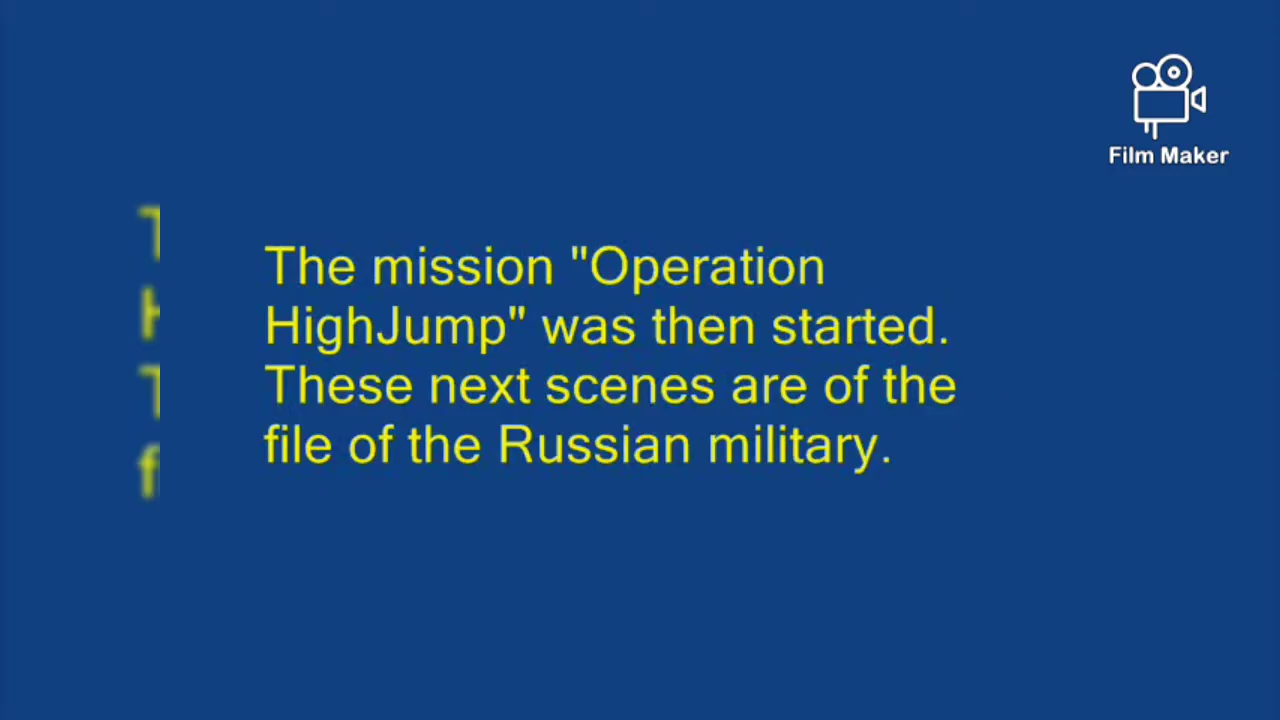 Film Maker
The mission "Operation
HighJump" was then started.
These next scenes are of the
file of the Russian military.